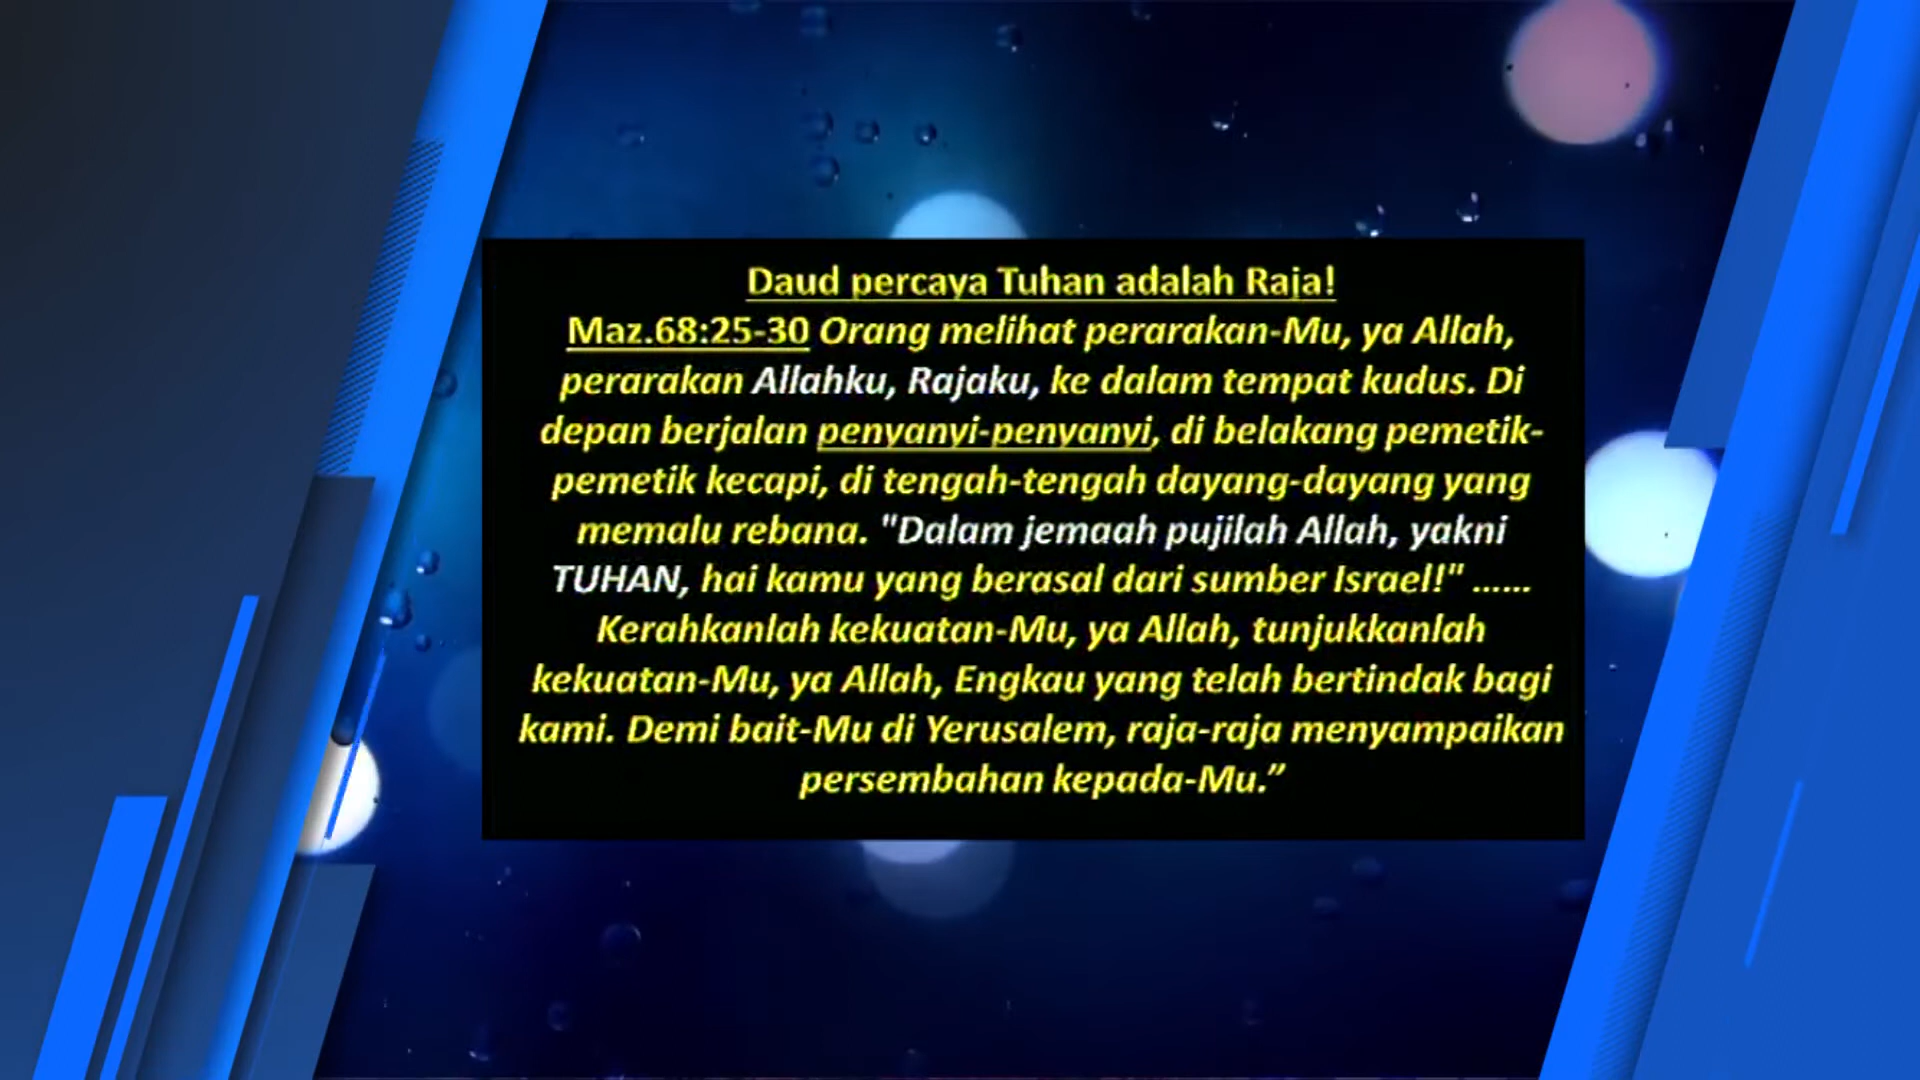 Daud percaya Tuhan adalah Raja!
Maz.68:25-30 Orang melihat perarakan-Mu, ya Allah,
perarakan Allahku, Rajaku, ke dalam tempat kudus. Di
depan berjalan penyanyi-penyanyi, di belakang pemetik-
pemetik kecapi, di tengah-tengah dayang-dayang yang
memalu rebana. "Dalam jemaah pujilah Allah, yakni
TUHAN, hai kamu yang berasal dari sumber Israel!" ......
Kerahkanlah kekuatan-Mu, ya Allah, tunjukkanlah
kekuatan-Mu, ya Allah, Engkau yang telah bertindak bagi
kami. Demi bait-Mu di Yerusalem, raja-raja menyampaikan
persembahan kepada-Mu.”